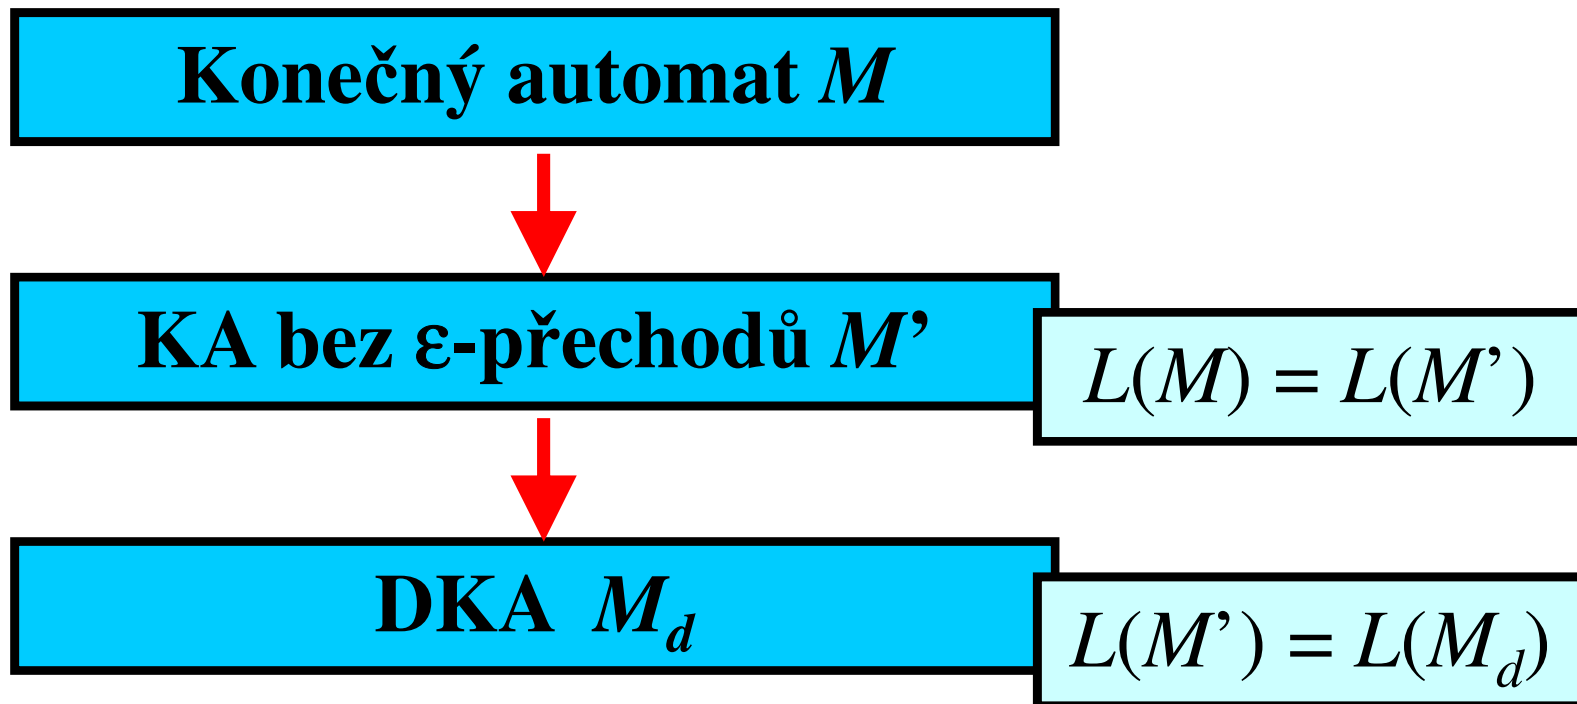 Konečný automat M
KA bez ε-přechodů M’
L(M) = L(M’)
DKA M_d
L(M’) = L(M_d)